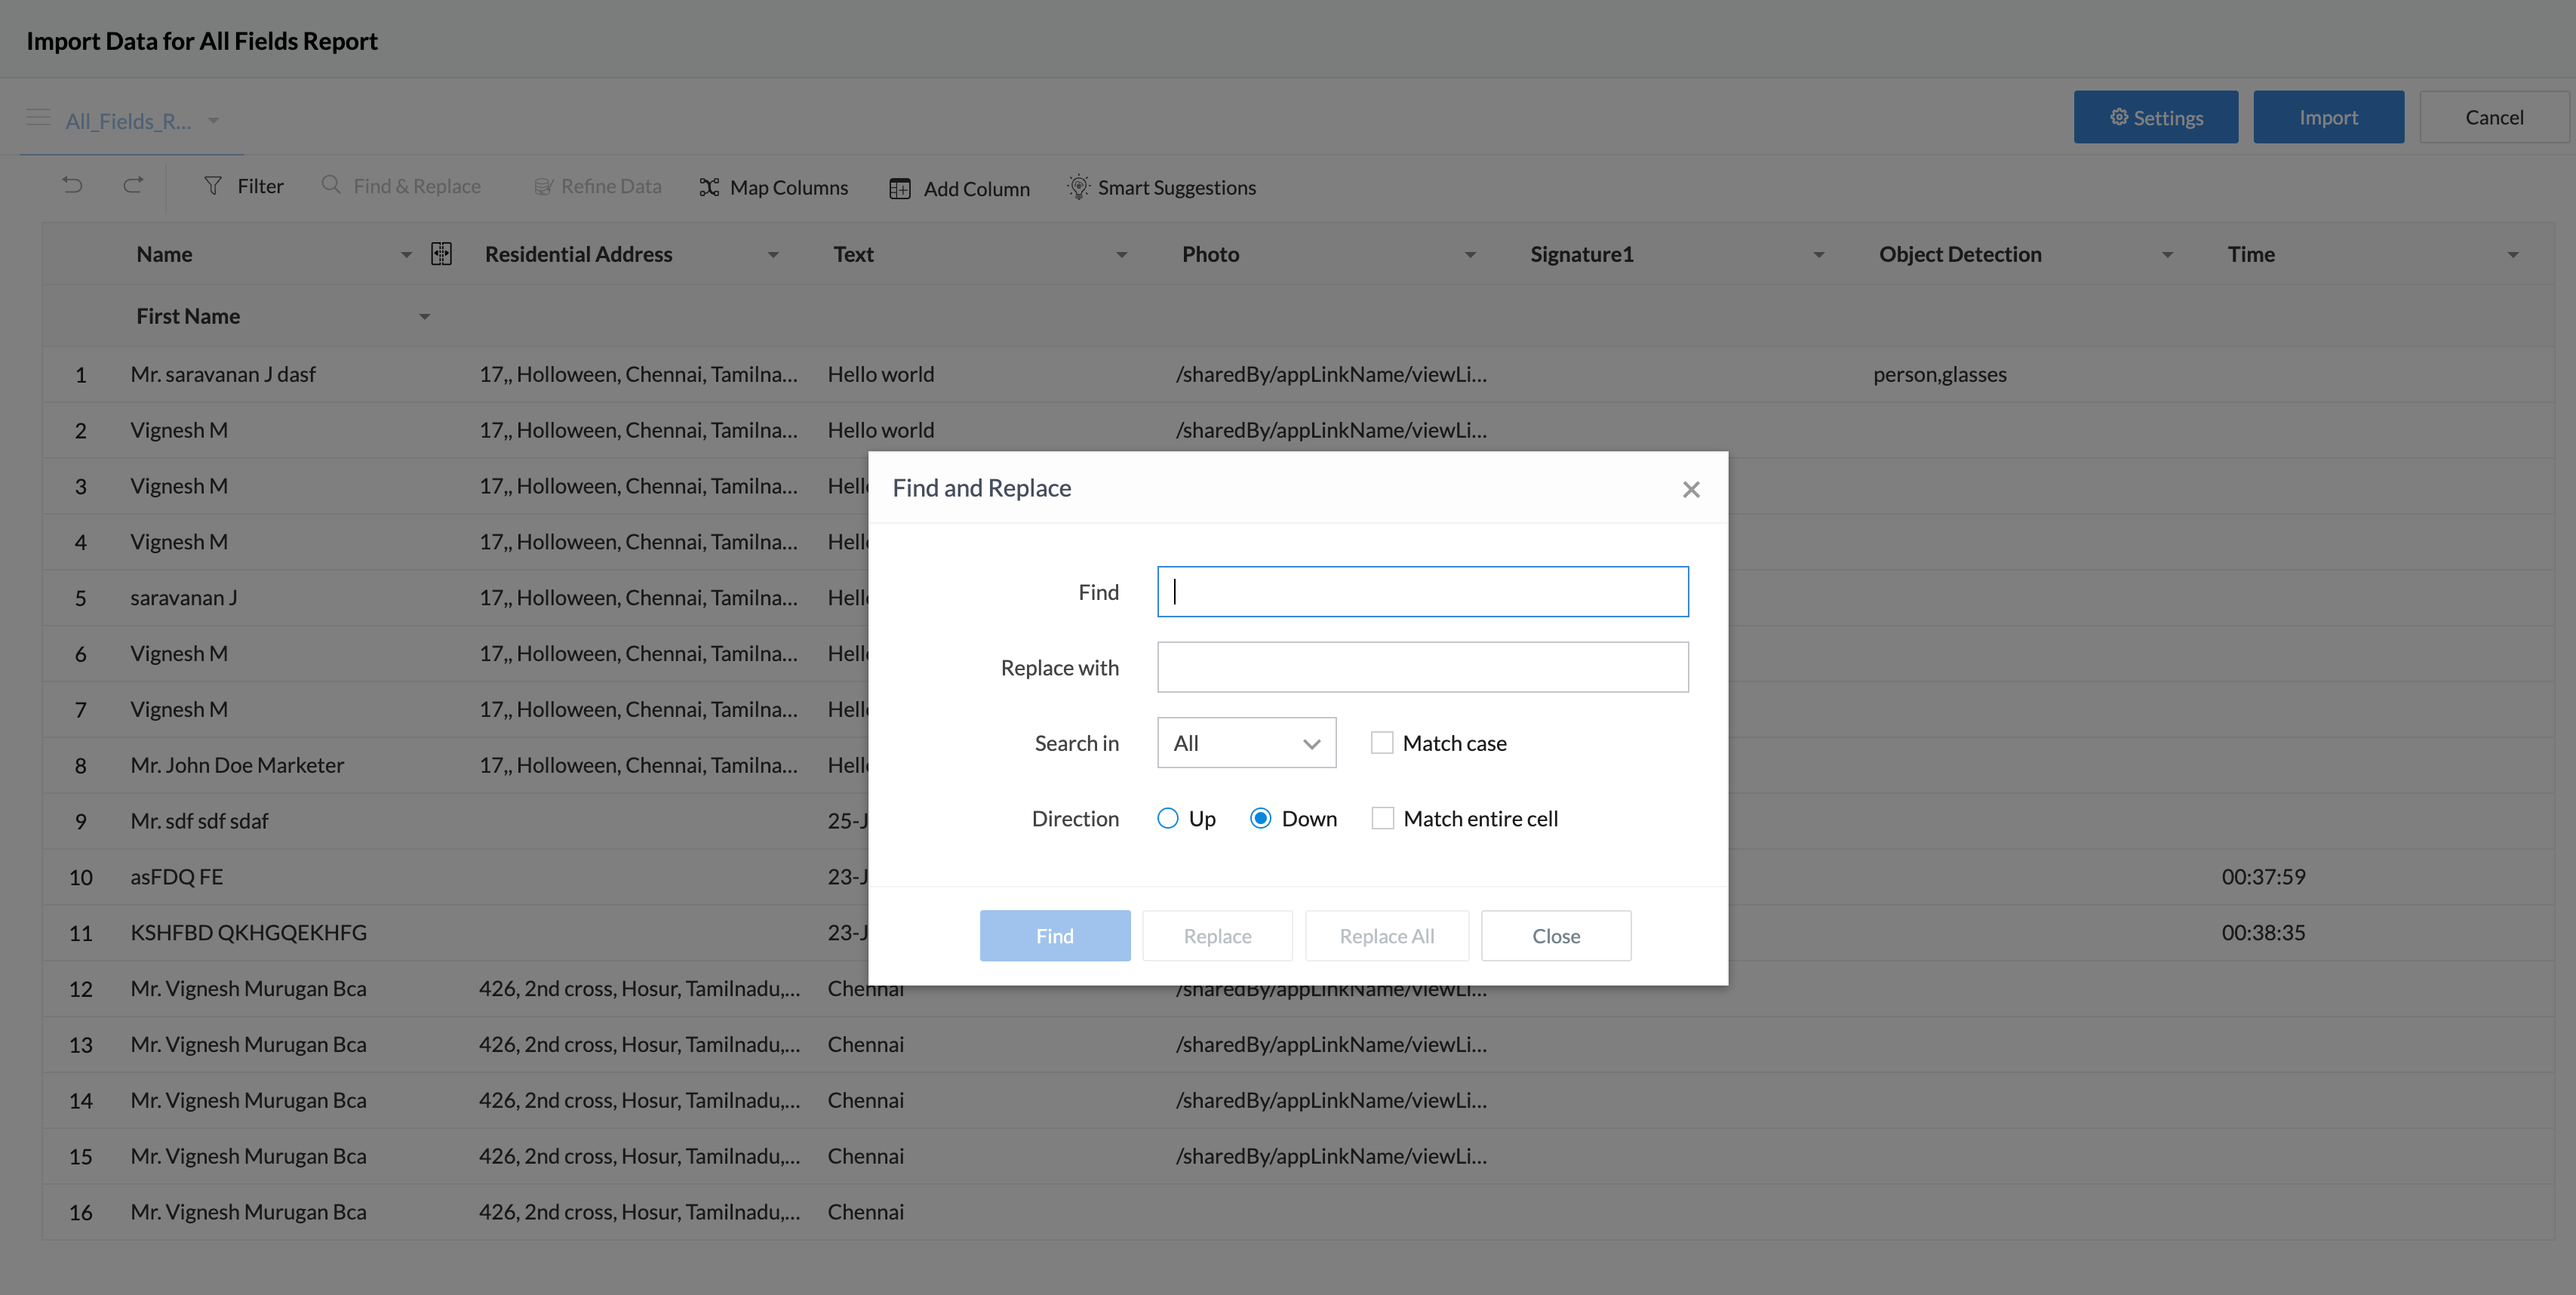 Import Data for All Fields Report
All_Fields_R...
Settings
Import
Cancel
Filter
Find & Replace
Refine Data
Map Columns
Add Column
Smart Suggestions
Name Residential Address Text Photo Signature1 Object Detection Time
First Name
1 Mr. saravanan J dasf 17,, Holloween, Chennai, Tamilna... Hello world /sharedBy/appLinkName/viewLi... person,glasses
2 Vignesh M 17,, Holloween, Chennai, Tamilna... Hello world /sharedBy/appLinkName/viewLi...
3 Vignesh M 17,, Holloween, Chennai, Tamilna...
4 Vignesh M 17,, Holloween, Chennai, Tamilna...
5 saravanan J 17,, Holloween, Chennai, Tamilna...
6 Vignesh M 17,, Holloween, Chennai, Tamilna...
7 Vignesh M 17,, Holloween, Chennai, Tamilna...
8 Mr. John Doe Marketer 17,, Holloween, Chennai, Tamilna...
9 Mr. sdf sdf sdaf
10 asFDQ FE 00:37:59
11 KSHFBD QKHGQEKHFG 00:38:35
12 Mr. Vignesh Murugan Bca 426, 2nd cross, Hosur, Tamilnadu,... Chennai /sharedBy/appLinkName/viewLi...
13 Mr. Vignesh Murugan Bca 426, 2nd cross, Hosur, Tamilnadu,... Chennai /sharedBy/appLinkName/viewLi...
14 Mr. Vignesh Murugan Bca 426, 2nd cross, Hosur, Tamilnadu,... Chennai /sharedBy/appLinkName/viewLi...
15 Mr. Vignesh Murugan Bca 426, 2nd cross, Hosur, Tamilnadu,... Chennai /sharedBy/appLinkName/viewLi...
16 Mr. Vignesh Murugan Bca 426, 2nd cross, Hosur, Tamilnadu,... Chennai
Find and Replace
Find
Replace with
Search in All Match case
Direction Up Down Match entire cell
Find Replace Replace All Close